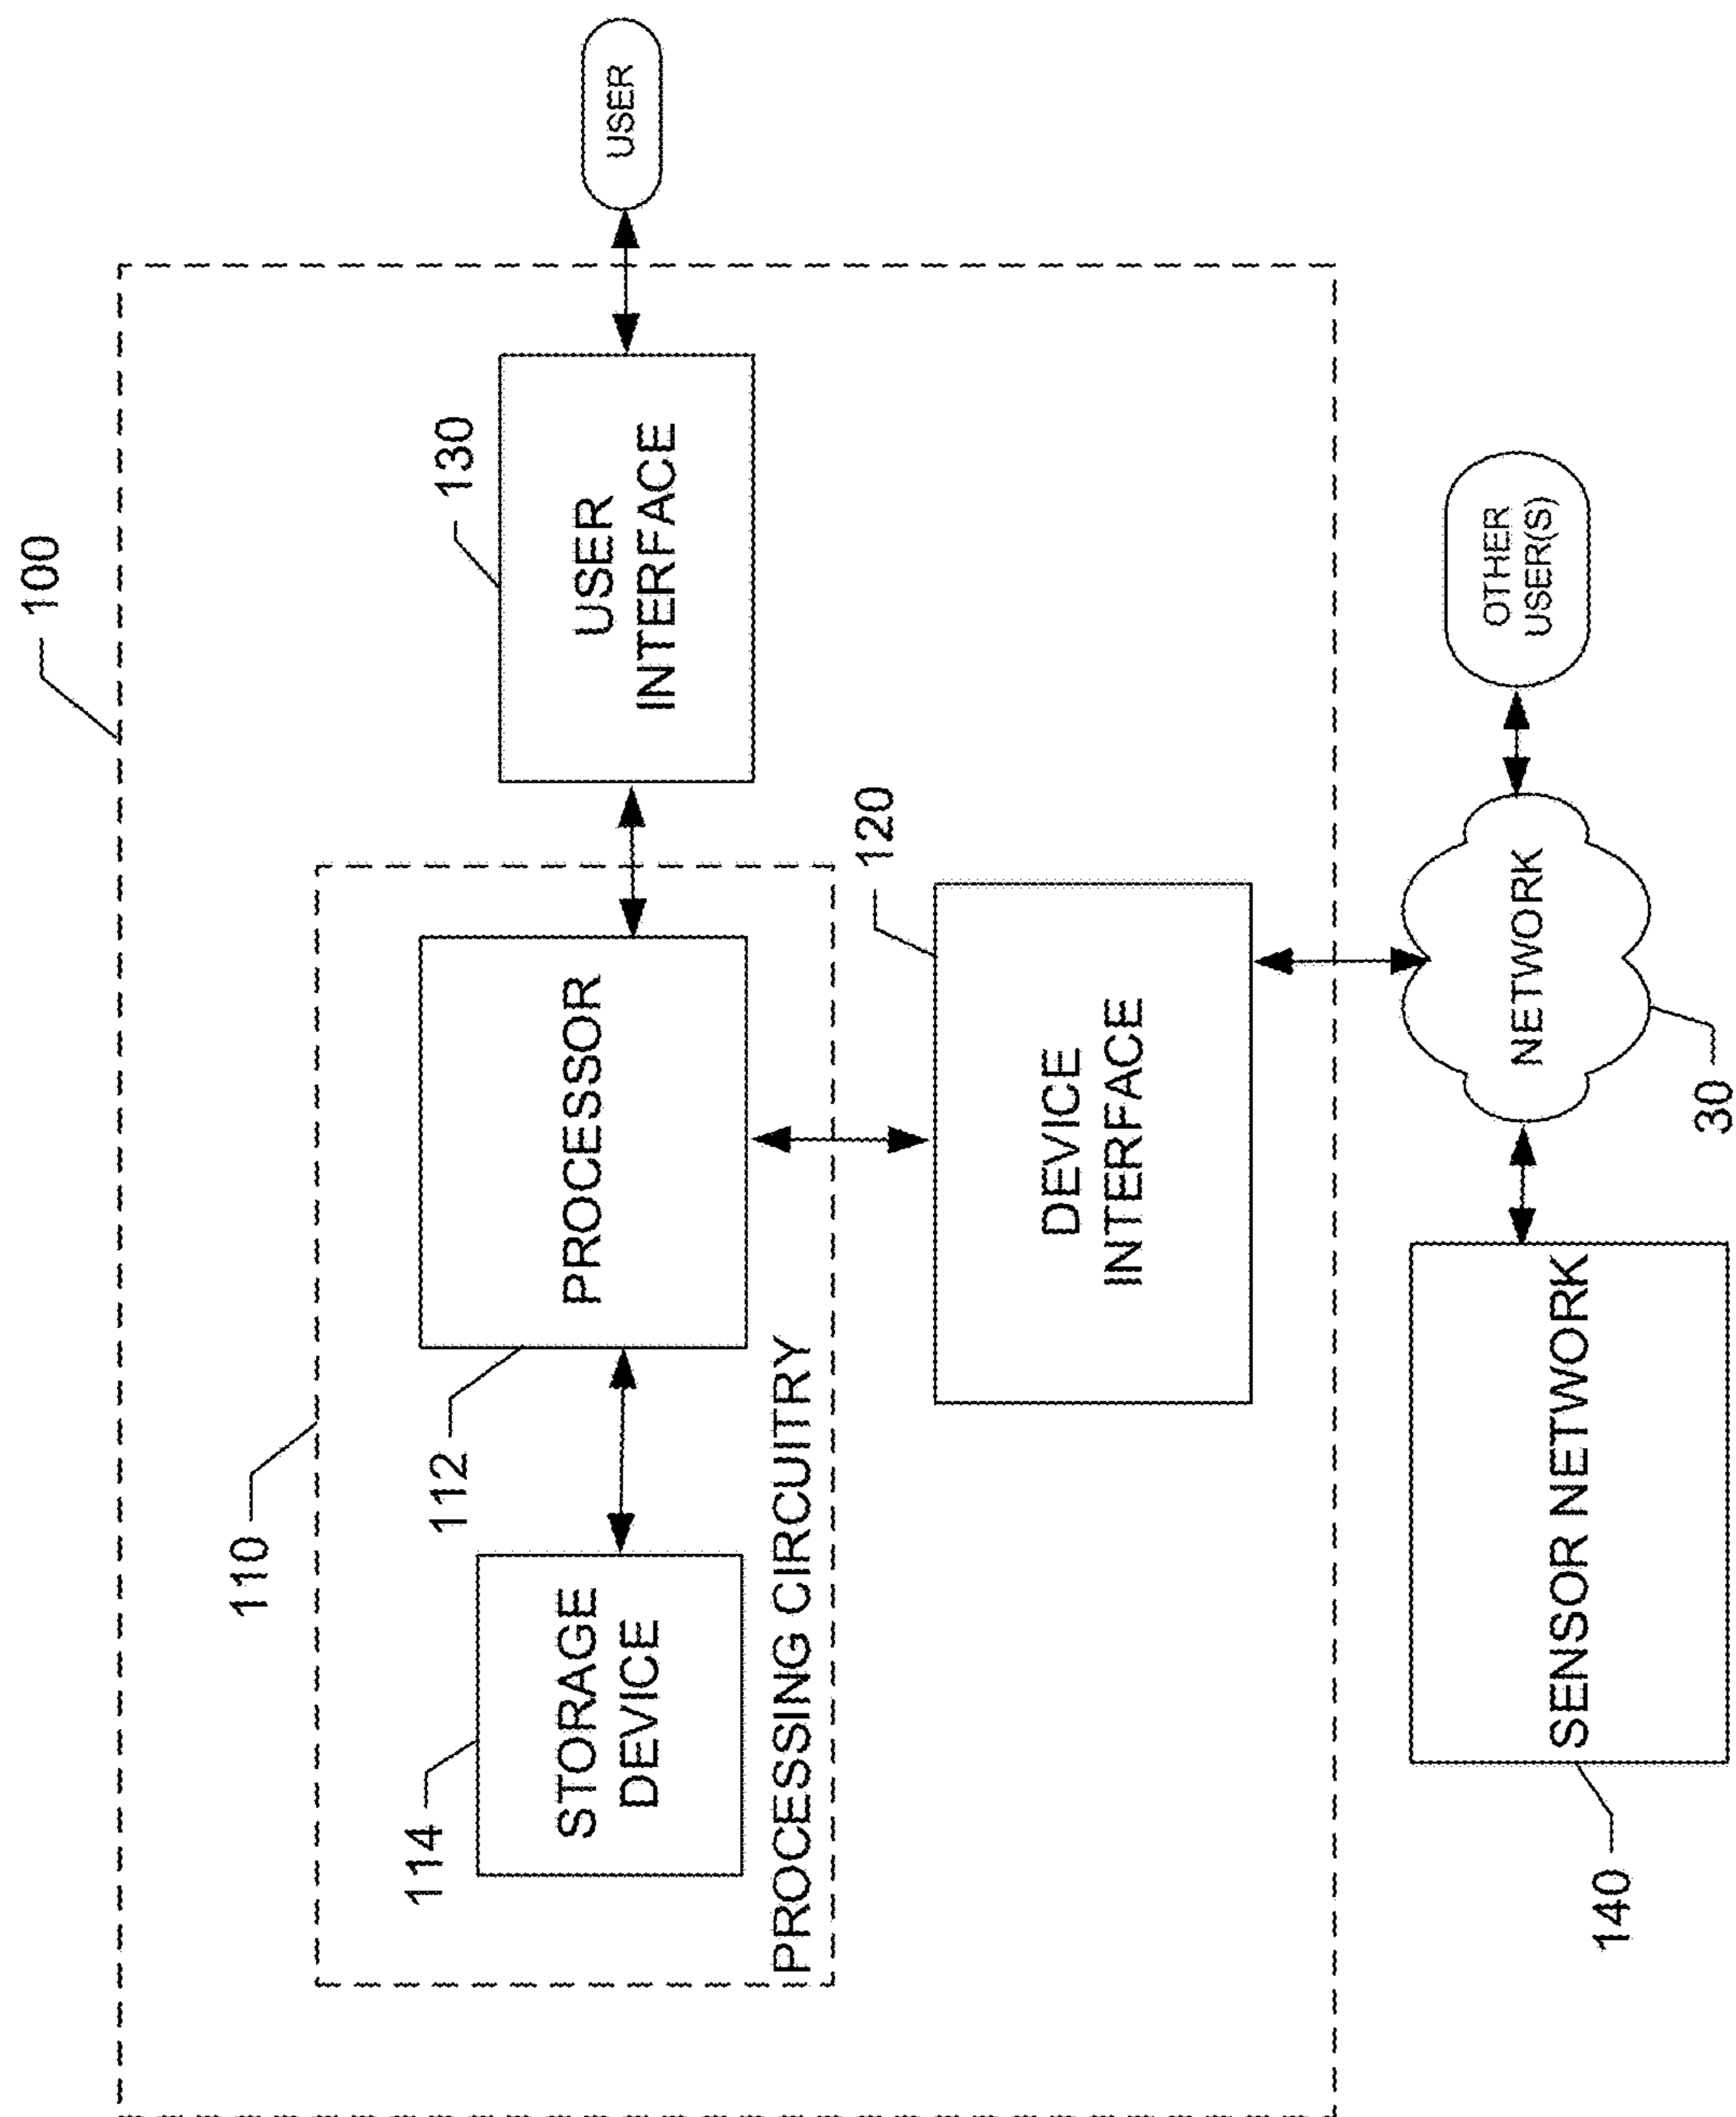 100
110
114
STORAGE
DEVICE
112
PROCESSOR
PROCESSING CIRCUITRY
130
USER
INTERFACE
USER
120
DEVICE
INTERFACE
140
SENSOR NETWORK
30
NETWORK
OTHER
USER(S)